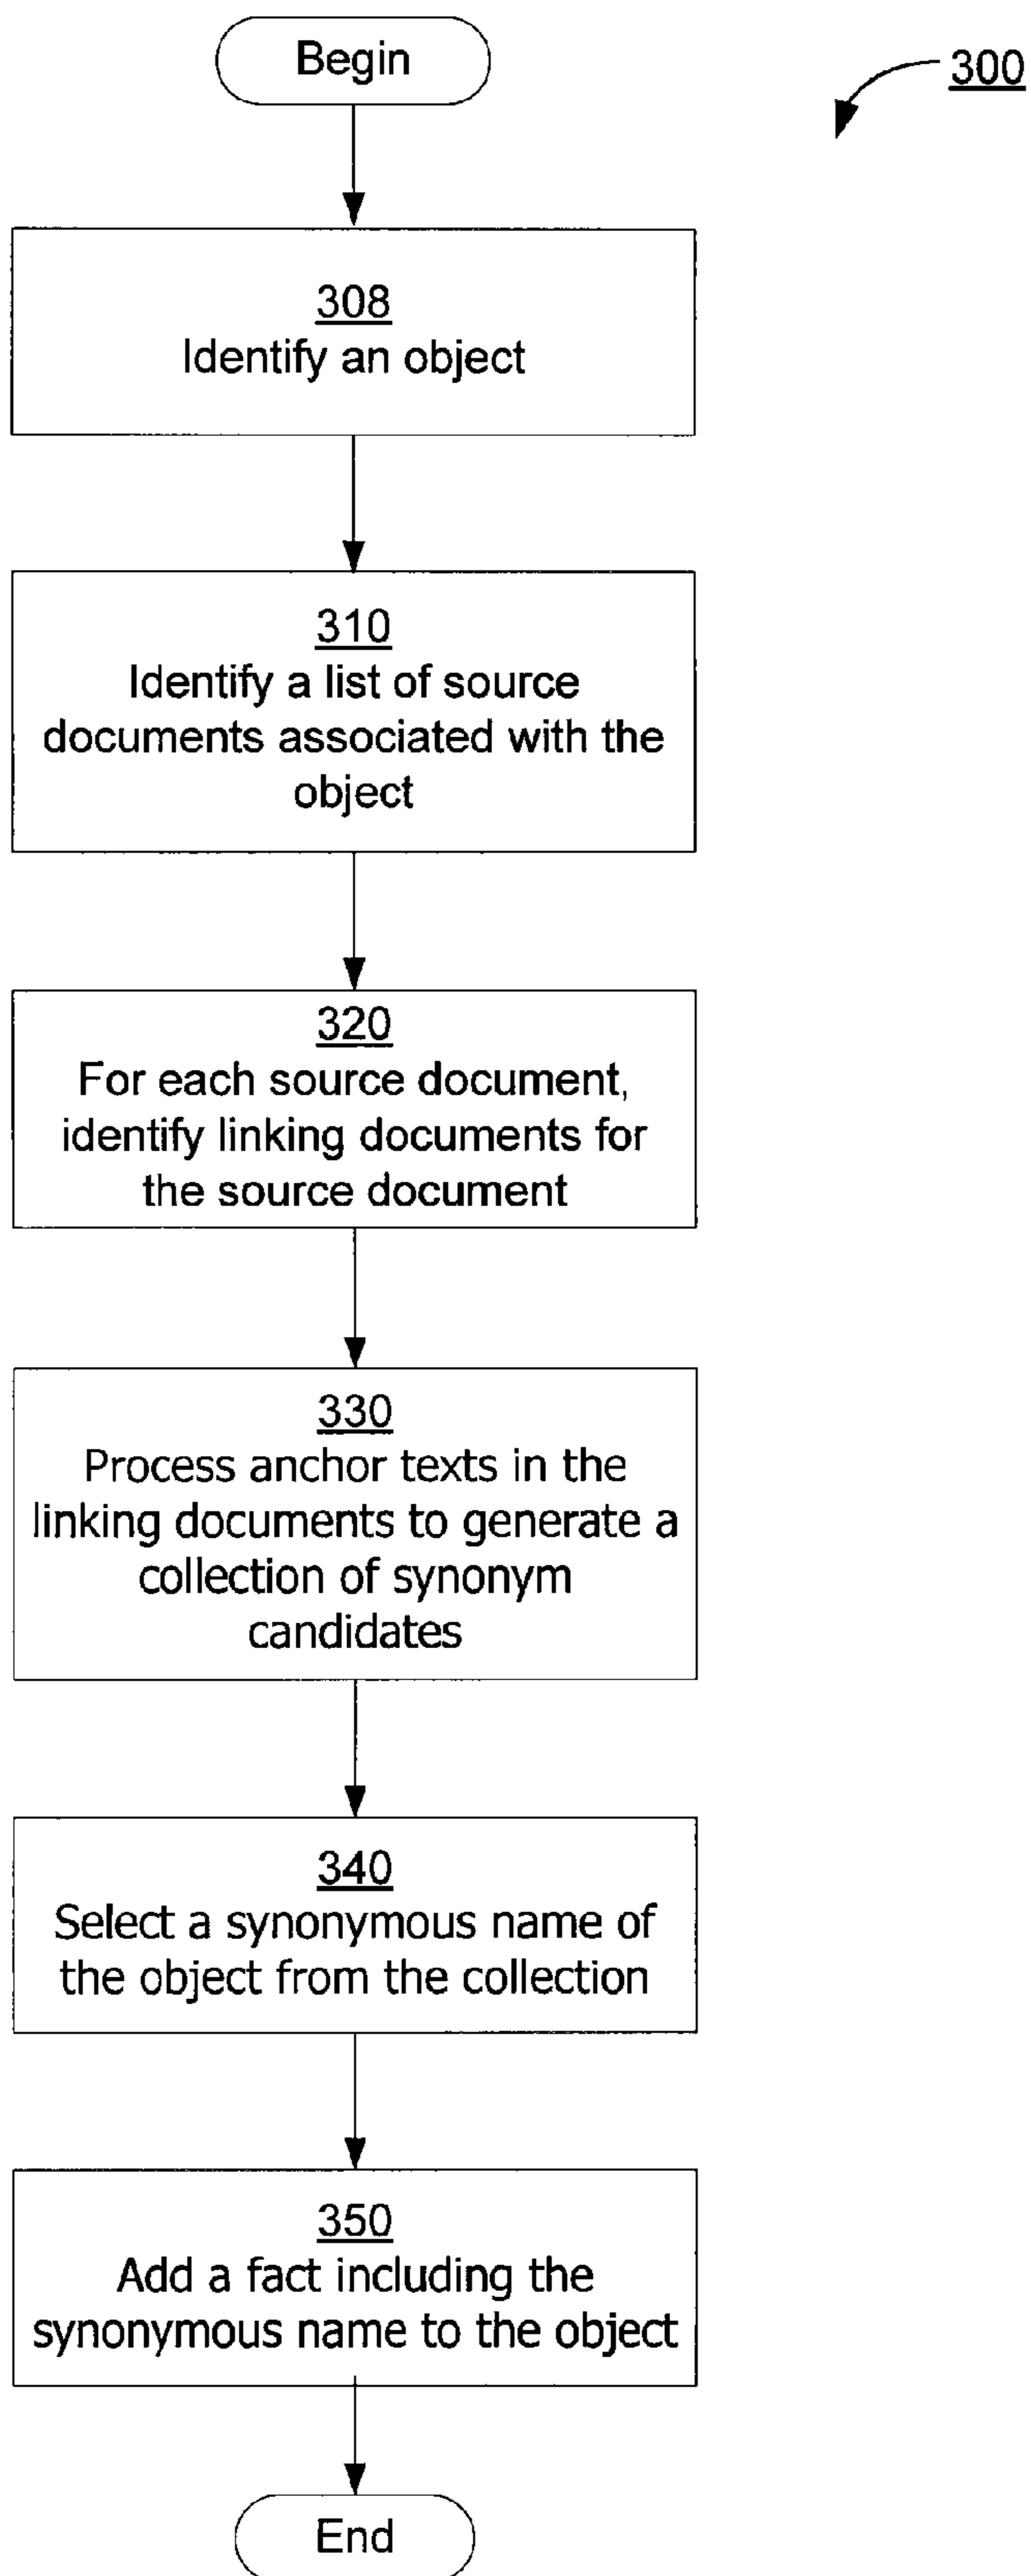 Begin
300
308
Identify an object
310
Identify a list of source
documents associated with the
object
320
For each source document,
identify linking documents for
the source document
330
Process anchor texts in the
linking documents to generate a
collection of synonym
candidates
340
Select a synonymous name of
the object from the collection
350
Add a fact including the
synonymous name to the object
End